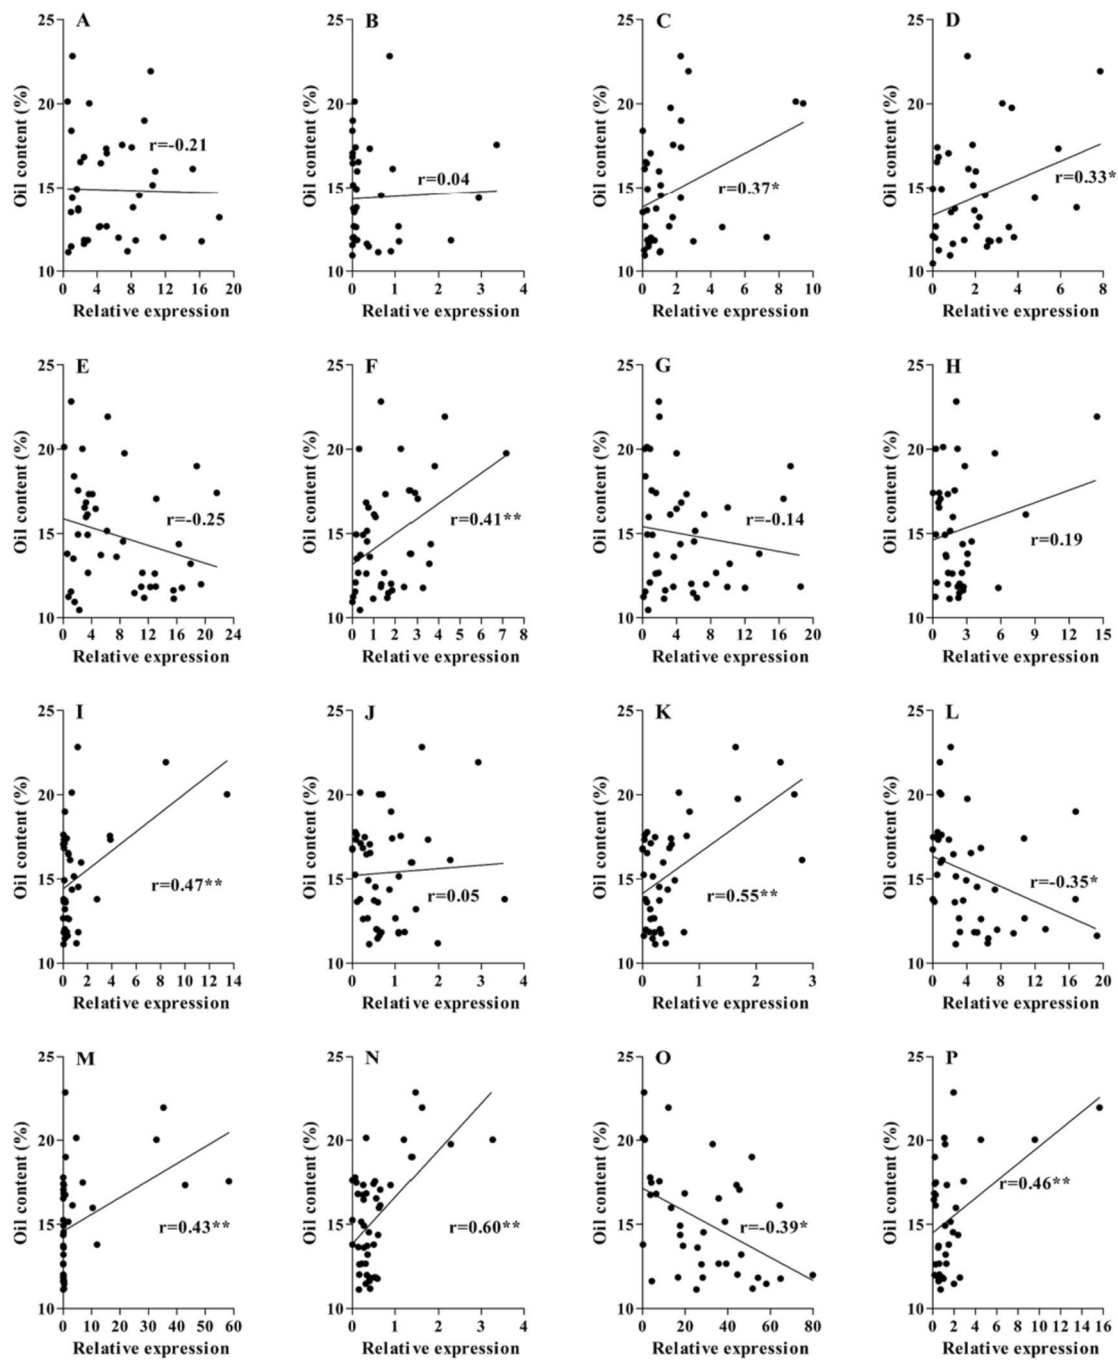 A B C D
25 25 25 25
20 20 20 20
15 15 15 15
10 10 10 10
Oil content (%) Oil content (%) Oil content (%) Oil content (%)
r=-0.21 r=0.04 r=0.37* r=0.33*
0 4 8 12 16 20 0 1 2 3 4 0 2 4 6 8 10 0 2 4 6 8
Relative expression Relative expression Relative expression Relative expression
E F G H
25 25 25 25
20 20 20 20
15 15 15 15
10 10 10 10
Oil content (%) Oil content (%) Oil content (%) Oil content (%)
r=-0.25 r=0.41** r=-0.14 r=0.19
0 4 8 12 16 20 24 0 1 2 3 4 5 6 7 8 0 4 8 12 16 20 0 3 6 9 12 15
Relative expression Relative expression Relative expression Relative expression
I J K L
25 25 25 25
20 20 20 20
15 15 15 15
10 10 10 10
Oil content (%) Oil content (%) Oil content (%) Oil content (%)
r=0.47** r=0.05 r=0.55** r=-0.35*
0 2 4 6 8 10 12 14 0 1 2 3 4 0 1 2 3 0 4 8 12 16 20
Relative expression Relative expression Relative expression Relative expression
M N O P
25 25 25 25
20 20 20 20
15 15 15 15
10 10 10 10
Oil content (%) Oil content (%) Oil content (%) Oil content (%)
r=0.43** r=0.60** r=-0.39* r=0.46**
0 10 20 30 40 50 60 0 1 2 3 4 0 20 40 60 80 0 2 4 6 8 10 12 14 16
Relative expression Relative expression Relative expression Relative expression